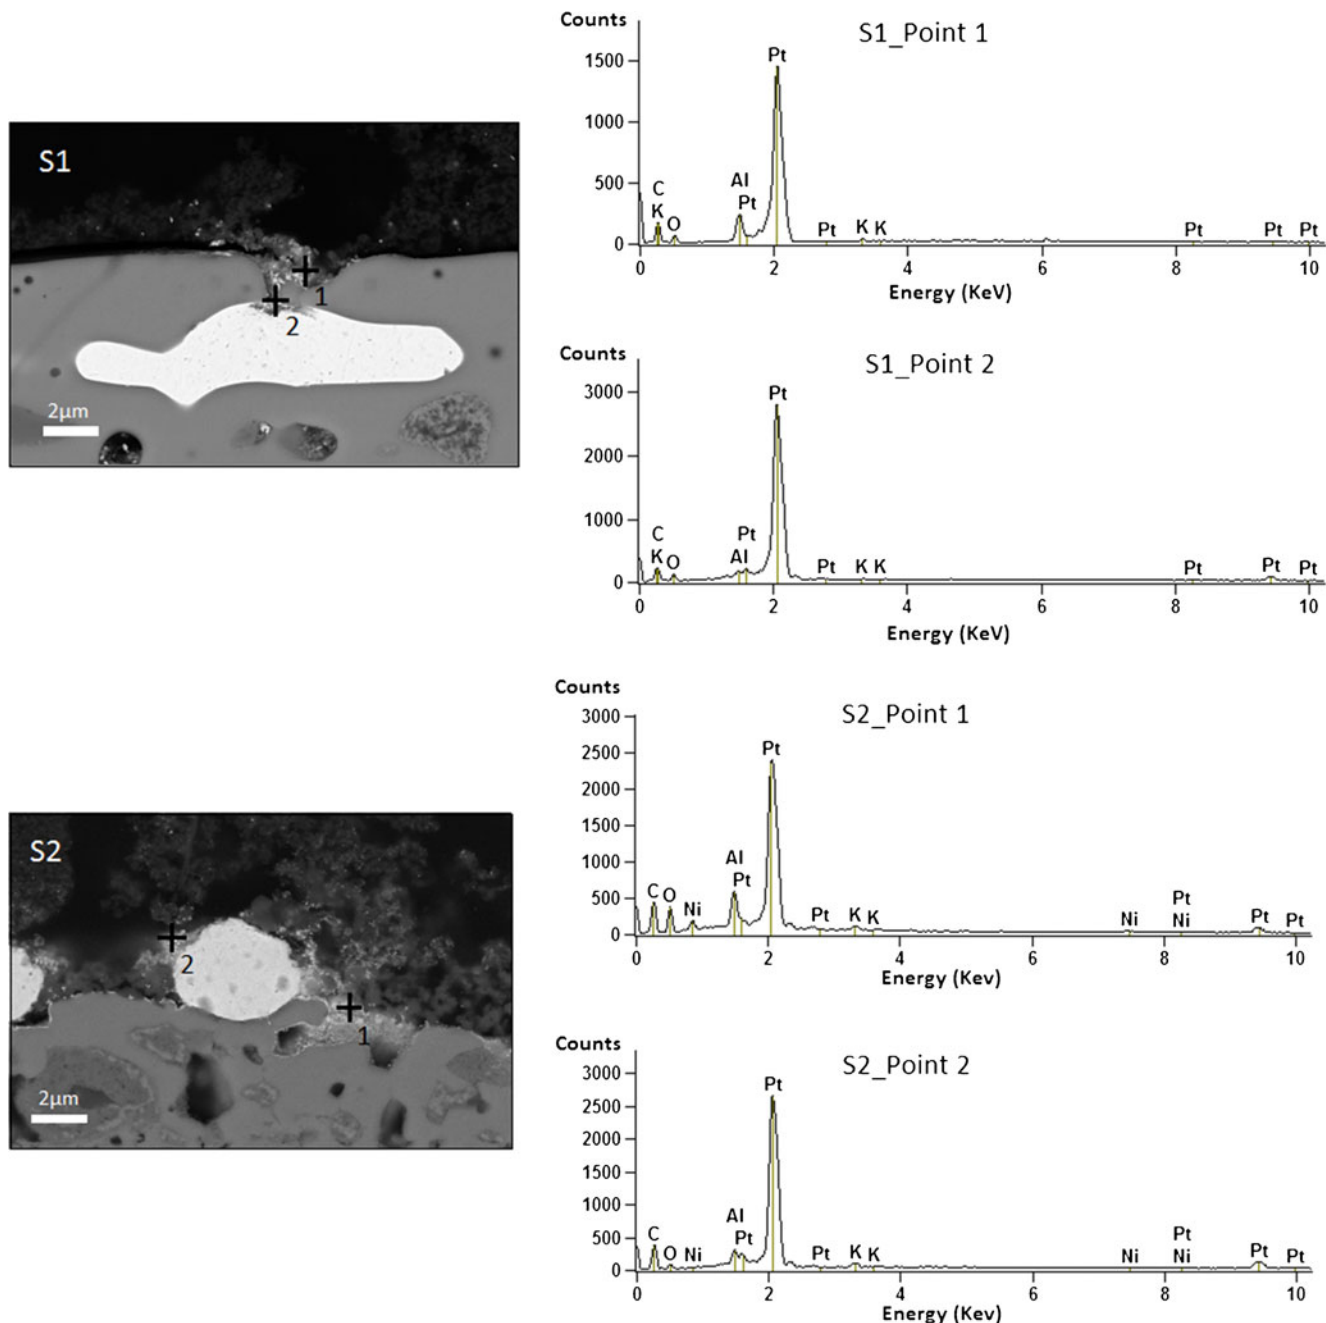 S1
1
2
2μm
Counts
S1_Point 1
1500
1000
500
0
C
K
O
Al
Pt
Pt
Pt
K
K
Pt
Pt
Pt
0
2
4
6
8
10
Energy (KeV)
Counts
S1_Point 2
3000
2000
1000
0
C
K
O
Pt
Al
Pt
Pt
K
K
Pt
Pt
Pt
0
2
4
6
8
10
Energy (KeV)
S2
2
1
2μm
Counts
S2_Point 1
3000
2500
2000
1500
1000
500
0
C
O
Ni
Al
Pt
Pt
Pt
K
K
Ni
Pt
Ni
Pt
Pt
0
2
4
6
8
10
Energy (Kev)
Counts
S2_Point 2
3000
2500
2000
1500
1000
500
0
C
O
Ni
Al
Pt
Pt
Pt
K
K
Ni
Pt
Ni
Pt
Pt
0
2
4
6
8
10
Energy (Kev)